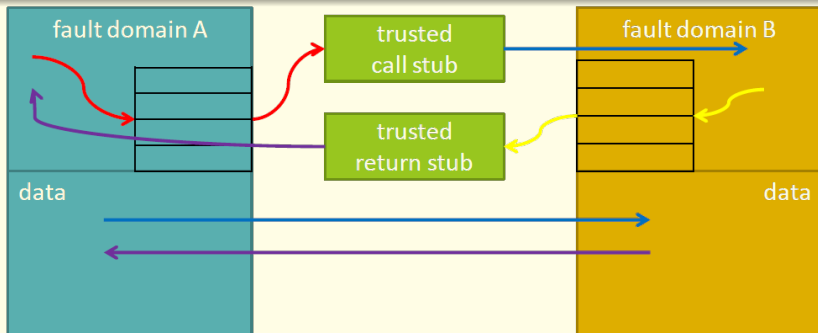 fault domain A
trusted
call stub
fault domain B
trusted
return stub
data
data